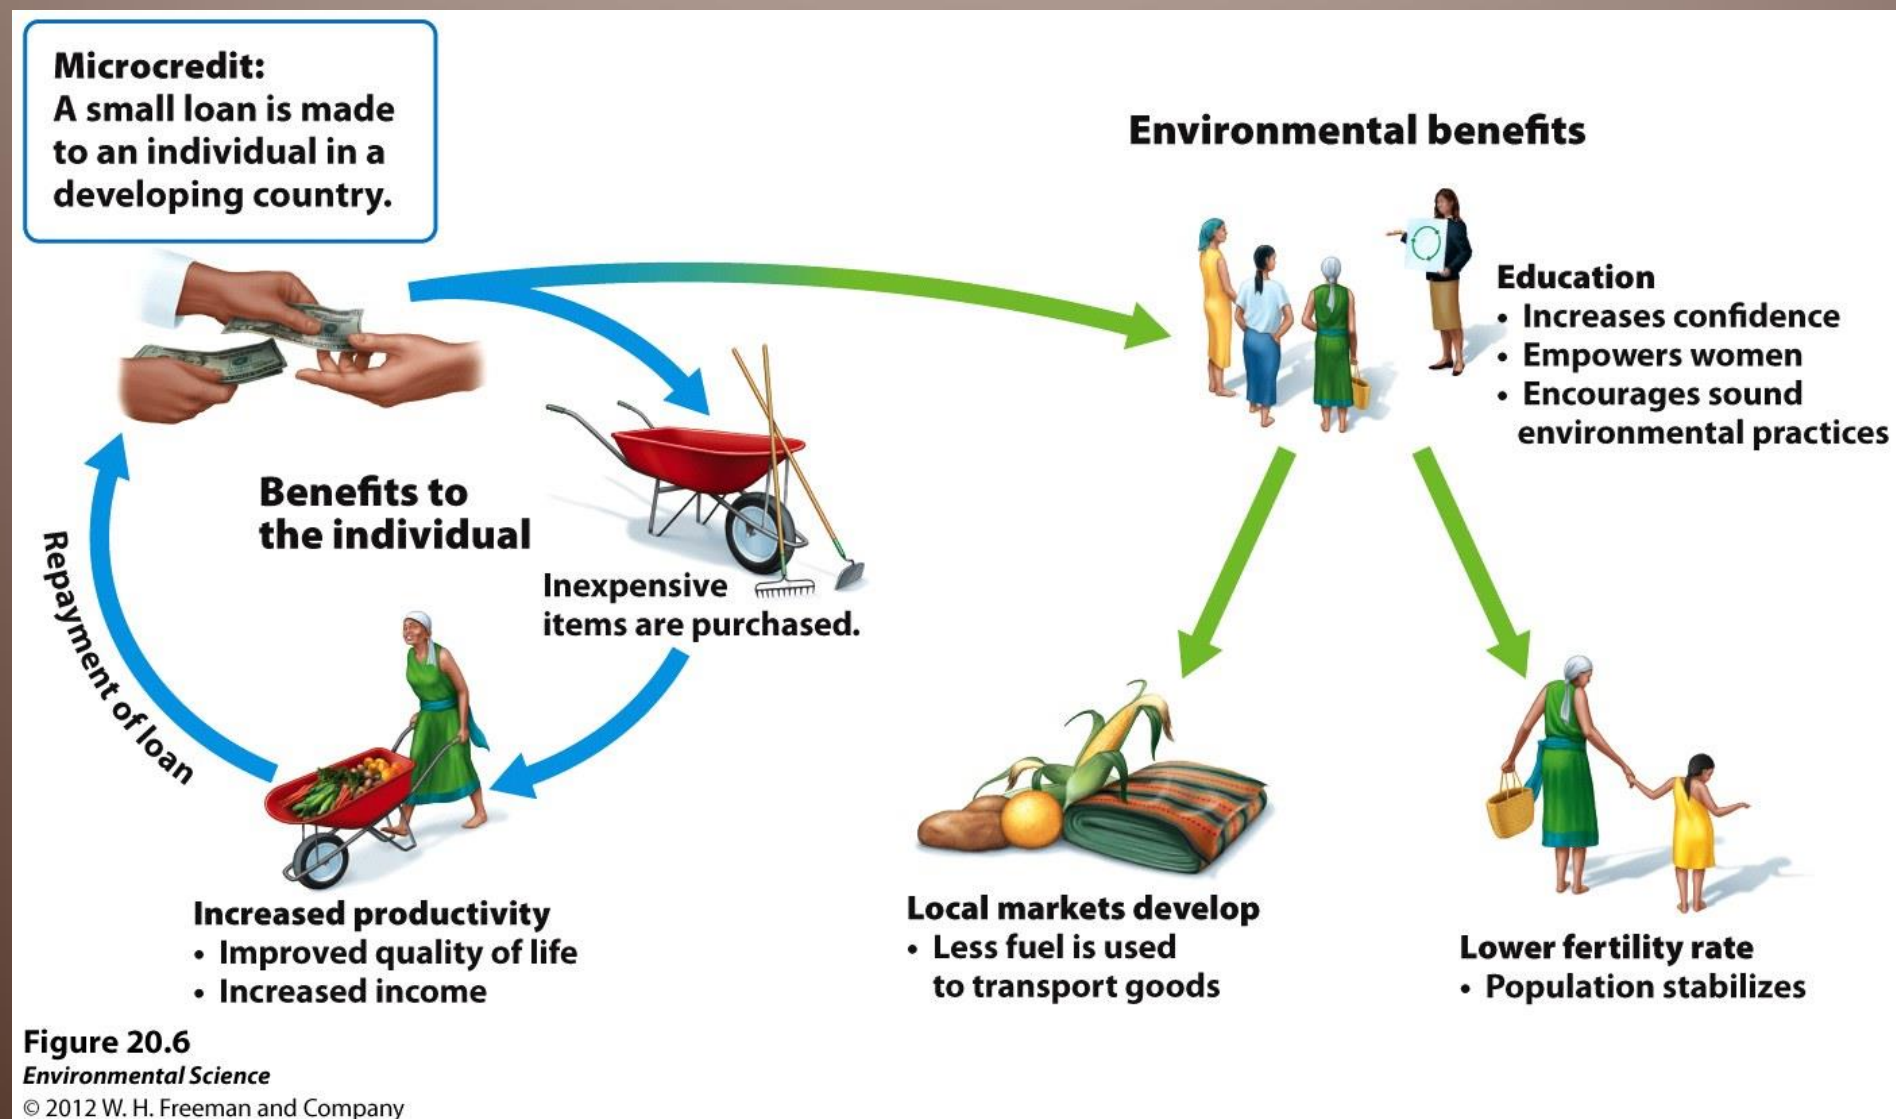 Microcredit:
A small loan is made
to an individual in a
developing country.
Environmental benefits
Education
• Increases confidence
• Empowers women
• Encourages sound
environmental practices
Benefits to
the individual
Inexpensive
items are purchased.
Repayment of loan
Increased productivity
• Improved quality of life
• Increased income
Local markets develop
• Less fuel is used
to transport goods
Lower fertility rate
• Population stabilizes
Figure 20.6
Environmental Science
© 2012 W. H. Freeman and Company